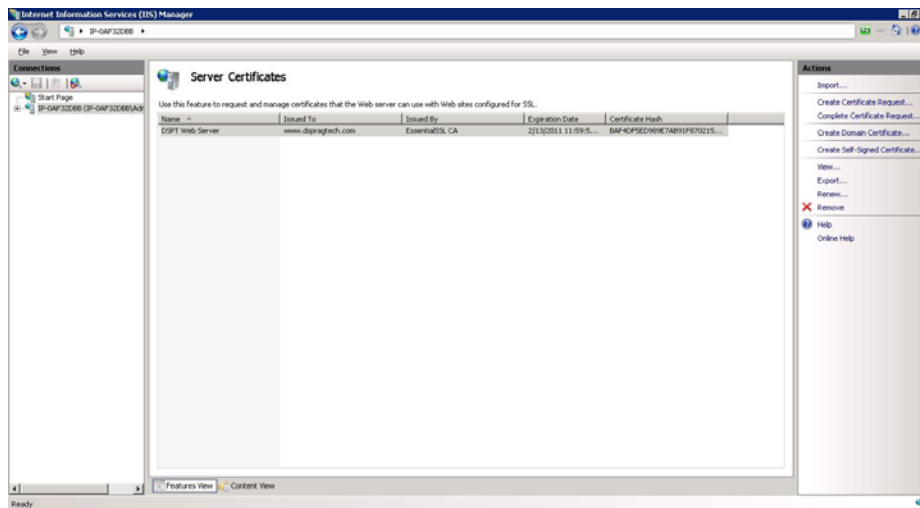 Internet Information Services (IIS) Manager
IP-0AF32DBB
File View Help
Connections
Start Page
IP-0AF32DBB (IP-0AF32DBB\Adr
Server Certificates
Use this feature to request and manage certificates that the Web server can use with Web sites configured for SSL.
Name Issued To Issued By Expiration Date Certificate Hash
DSPT Web Server www.dspragtech.com EssentialSSL CA 2/13/2011 11:59:5...
Features View Content View
Ready
Actions
Import...
Create Certificate Request...
Complete Certificate Request...
Create Domain Certificate...
Create Self-Signed Certificate...
View...
Export...
Renew...
Remove
Help
Online Help